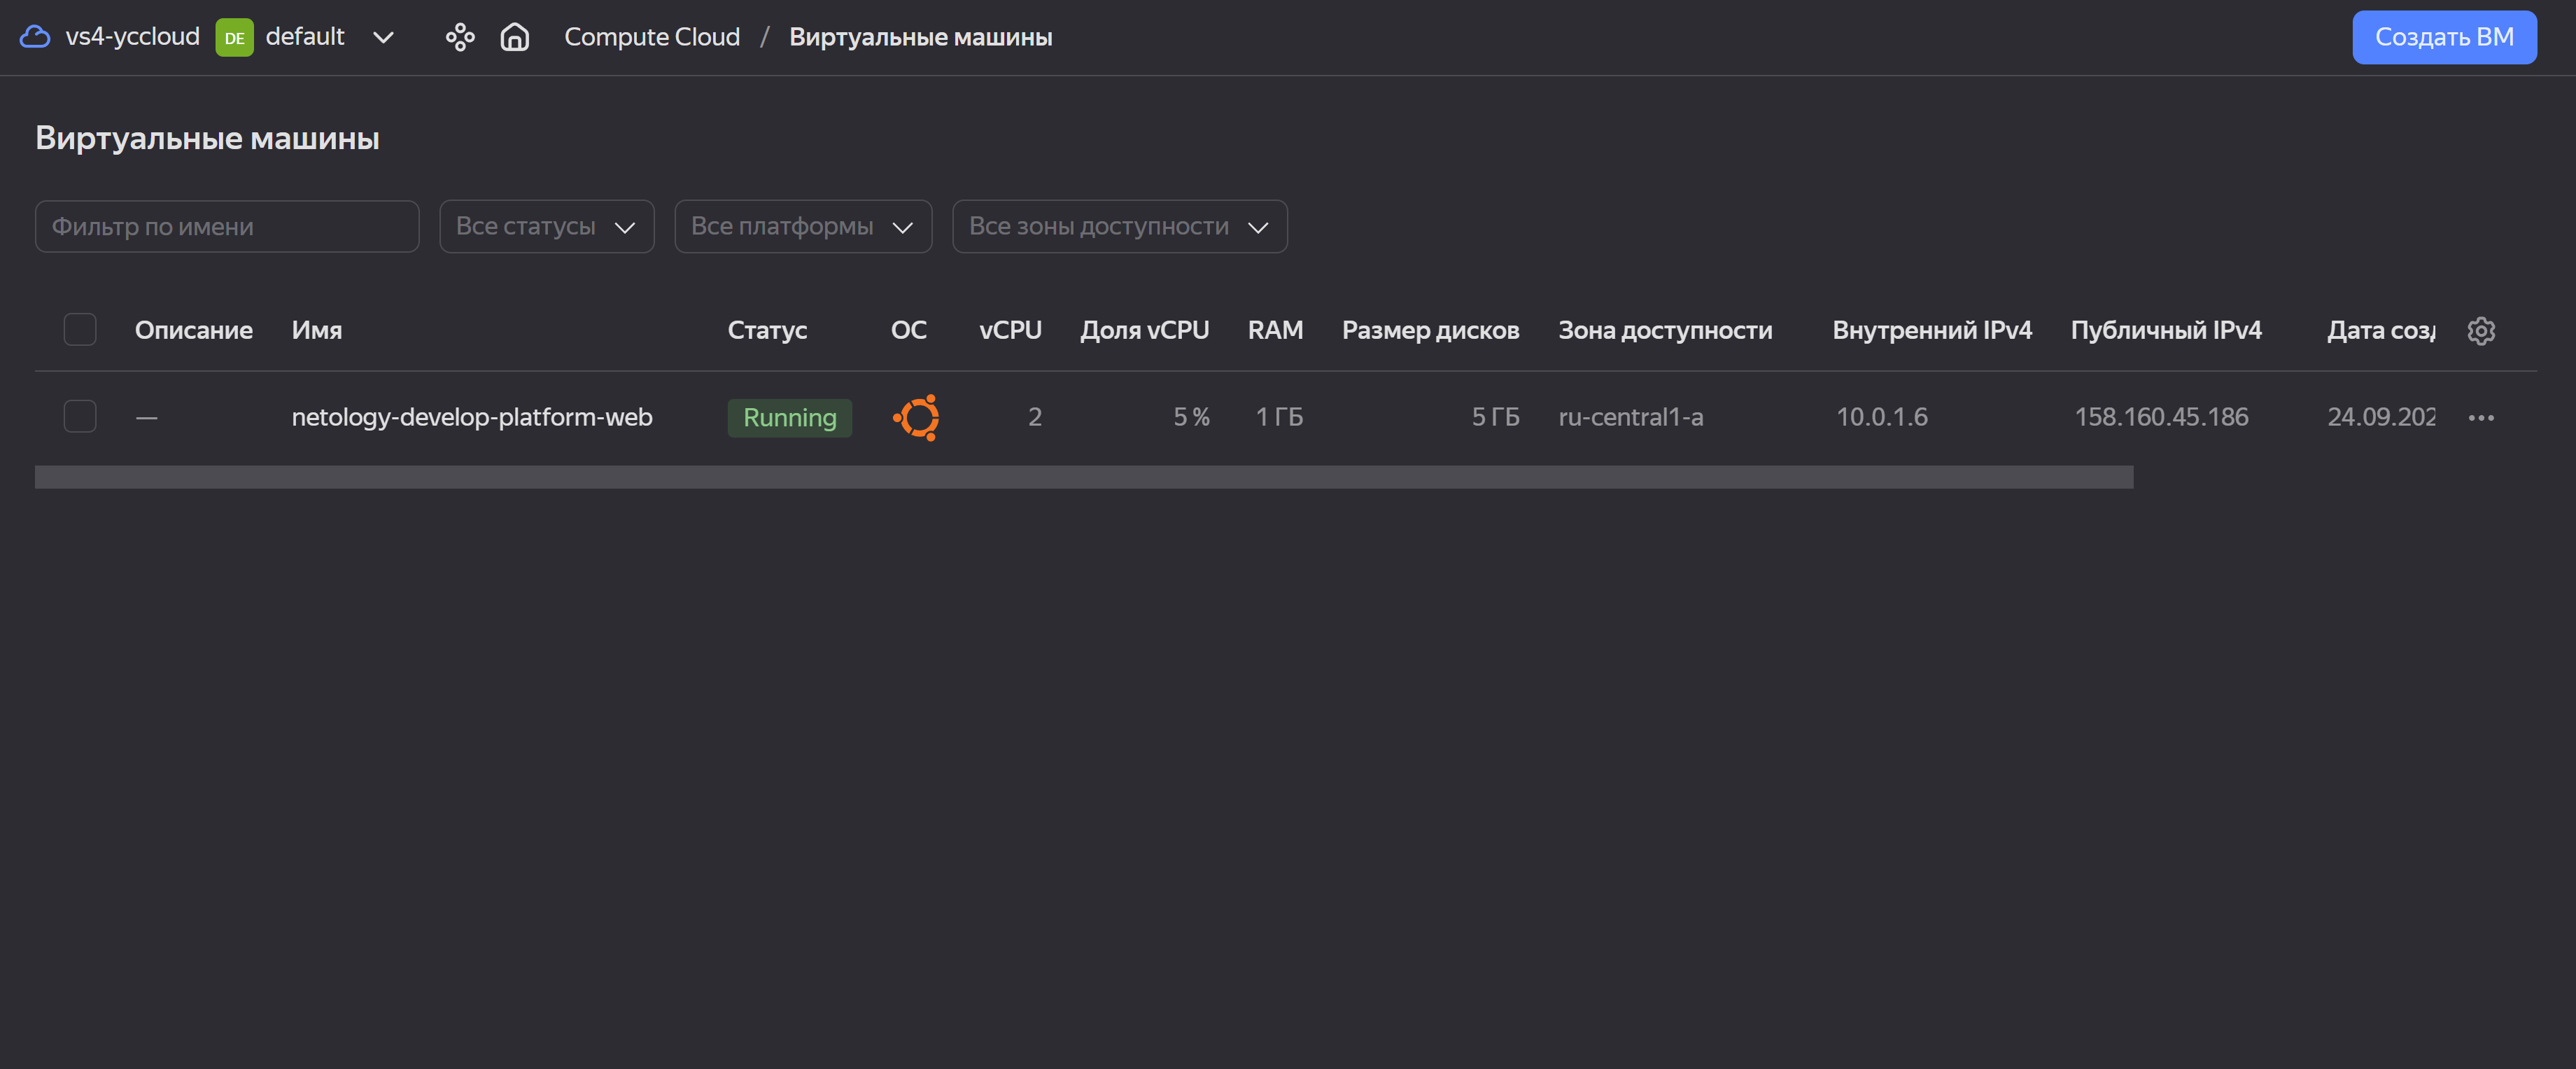 vs4-yccloud DE default Compute Cloud / Виртуальные машины Создать ВМ
Виртуальные машины
Фильтр по имени Все статусы Все платформы Все зоны доступности
Описание Имя Статус ОС vCPU Доля vCPU RAM Размер дисков Зона доступности Внутренний IPv4 Публичный IPv4 Дата созд
— netology-develop-platform-web Running 2 5 % 1 ГБ 5 ГБ ru-central1-a 10.0.1.6 158.160.45.186 24.09.202